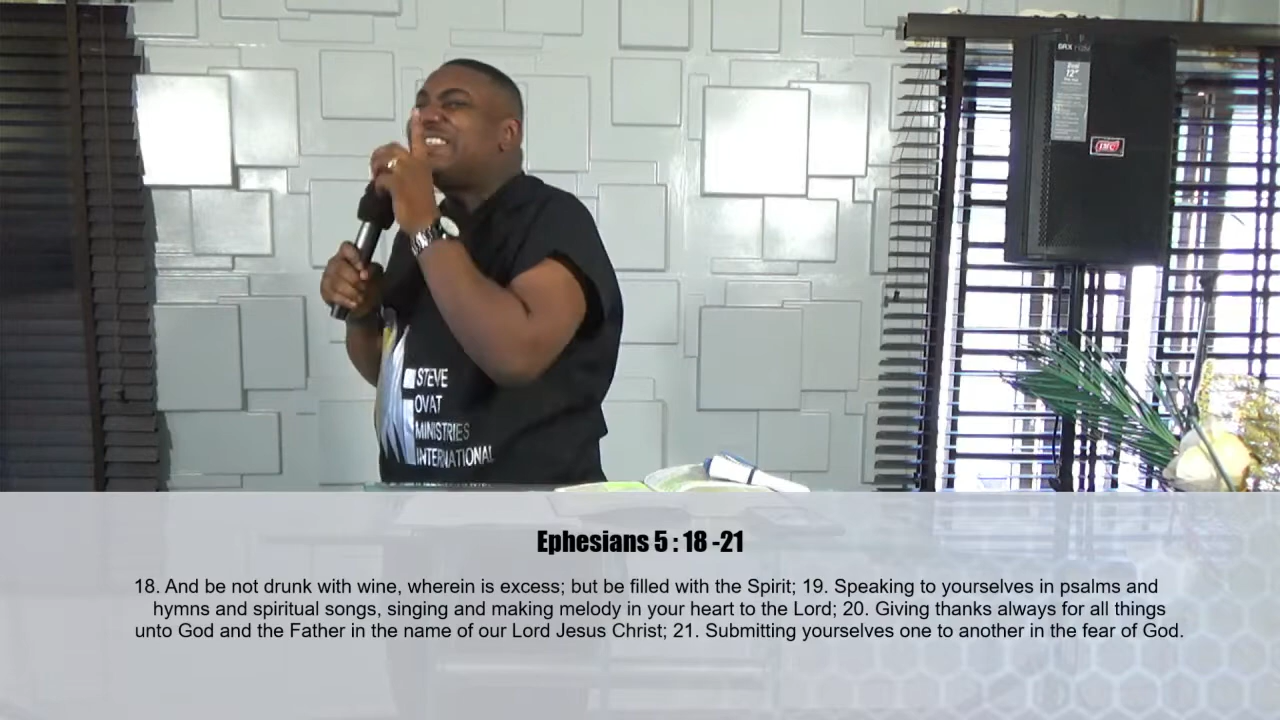 SRX
12"
JMC
STEVE
OVAT
MINISTRIES
INTERNATIONAL
Ephesians 5 : 18 -21
18. And be not drunk with wine, wherein is excess; but be filled with the Spirit; 19. Speaking to yourselves in psalms and
hymns and spiritual songs, singing and making melody in your heart to the Lord; 20. Giving thanks always for all things
unto God and the Father in the name of our Lord Jesus Christ; 21. Submitting yourselves one to another in the fear of God.